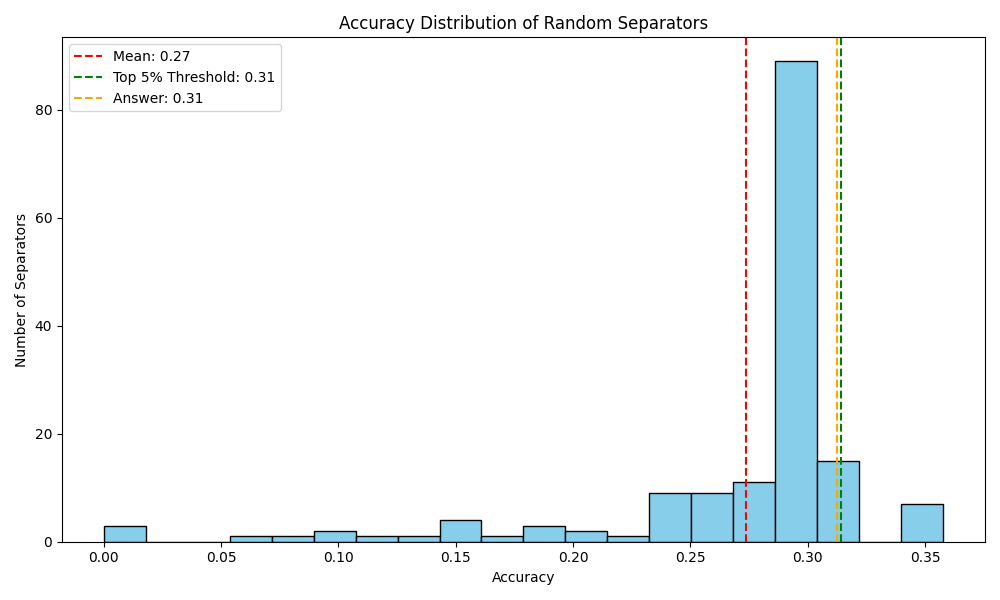 Accuracy Distribution of Random Separators
Mean: 0.27
Top 5% Threshold: 0.31
Answer: 0.31
Number of Separators
80
60
40
20
0
0.00 0.05 0.10 0.15 0.20 0.25 0.30 0.35
Accuracy